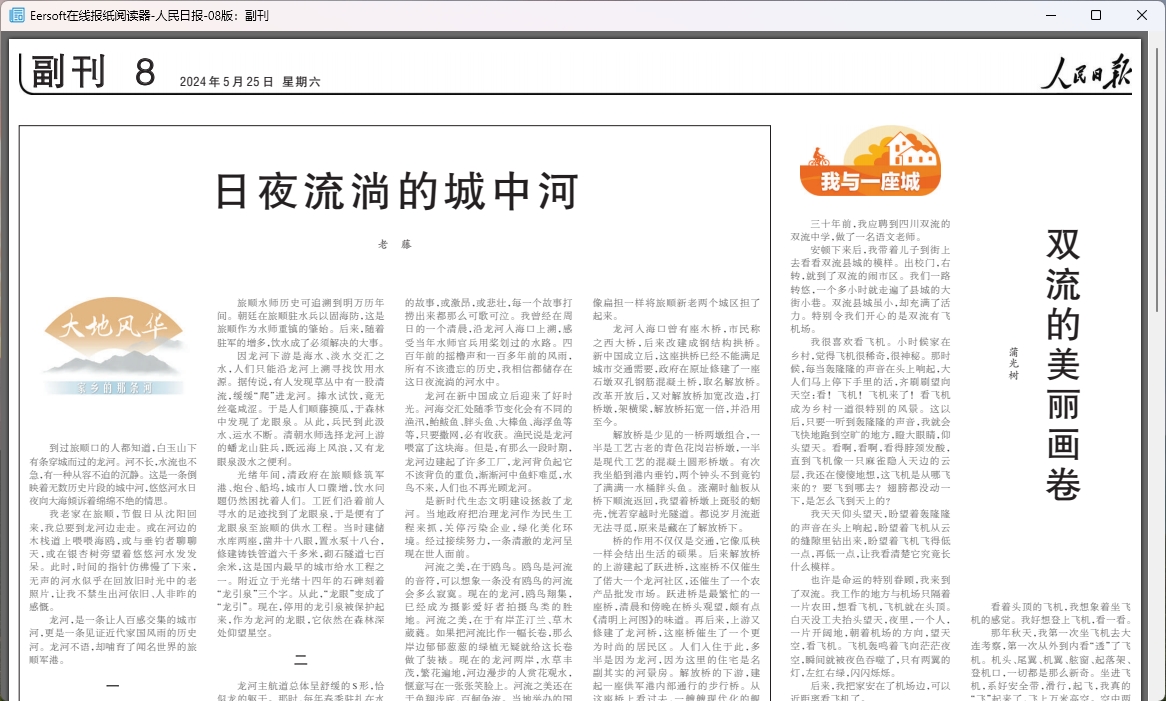 Eersoft在线报纸阅读器-人民日报-08版：副刊
副刊 8 2024年5月25日 星期六
人民日报
日夜流淌的城中河
老 藤
大地风华
家乡的那条河
到过旅顺口的人都知道，白玉山下
有条穿城而过的龙河。河不长，水流也不
急，有一种从容不迫的沉静。这是一条倒
映着无数历史片段的城中河，悠悠河水日
夜向大海倾诉着绵绵不绝的情思。
我老家在旅顺，节假日从沈阳回
来，我总要到龙河边走走。或在河边的
木栈道上喂喂海鸥，或与垂钓者聊聊
天，或在银杏树旁望着悠悠河水发发
呆。此时，时间的指针仿佛慢了下来，
无声的河水似乎在回放旧时光中的老
照片，让我不禁生出河依旧、人非昨的
感慨。
龙河，是一条让人百感交集的城市
河，更是一条见证近代家国风雨的历史
河。龙河不语，却哺育了闻名世界的旅
顺军港。
一
旅顺水师历史可追溯到明万历年
间。朝廷在旅顺驻水兵以固海防，这是
旅顺作为水师重镇的肇始。后来，随着
驻军的增多，饮水成了必须解决的大事。
因龙河下游是海水、淡水交汇之
水，人们只能沿龙河上溯寻找饮用水
源。据传说，有人发现草丛中有一股清
流，缓缓“爬”进龙河。捧水试饮，竟无
丝毫咸涩。于是人们顺藤摸瓜，于森林
中发现了龙眼泉。从此，兵民到此汲
水，运水不断。清朝水师选择龙河上游
的蟠龙山驻兵，既远海上风浪，又有龙
眼泉汲水之便利。
光绪年间，清政府在旅顺修筑军
港、炮台、船坞，城市人口骤增，饮水问
题仍然困扰着人们。工匠们沿着前人
寻水的足迹找到了龙眼泉，于是便有了
龙眼泉至旅顺的供水工程。当时建储
水库两座，凿井十八眼，置水泵十八台，
修建铸铁管道六千多米，砌石隧道七百
余米，这是国内最早的城市给水工程之
一。附近立于光绪十四年的石碑刻着
“龙引泉”三个字。从此，“龙眼”变成了
“龙引”。现在，停用的龙引泉被保护起
来，作为龙河的龙眼，它依然在森林深
处仰望星空。
二
龙河主航道总体呈舒缓的S形，恰
似龙的躯干。那时，每年春季驻扎在水
的故事，或激昂，或悲壮，每一个故事打
捞出来都那么可歌可泣。我曾经在周
日的一个清晨，沿龙河入海口上溯，感
受当年水师官兵用桨划过的水路。四
百年前的摇橹声和一百多年前的风雨，
所有不该遗忘的历史，我相信都储存在
这日夜流淌的河水中。
龙河在新中国成立后迎来了好时
光。河海交汇处随季节变化会有不同的
渔汛，鲐鲅鱼、胖头鱼、大棒鱼、海浮鱼等
等，只要撒网，必有收获。渔民说是龙河
喂富了这块海。但是，有那么一段时期，
龙河边建起了许多工厂，龙河背负起它
不该背负的重负，渐渐河中鱼虾难觅，水
鸟不来，人们也不再光顾龙河。
是新时代生态文明建设拯救了龙
河。当地政府把治理龙河作为民生工
程来抓，关停污染企业，绿化美化环
境。经过接续努力，一条清澈的龙河呈
现在世人面前。
河流之美，在于鸥鸟。鸥鸟是河流
的音符，可以想象一条没有鸥鸟的河流
会多么寂寞。现在的龙河，鸥鸟翔集，
已经成为摄影爱好者拍摄鸟类的胜
地。河流之美，在于有岸芷汀兰、草木
葳蕤。如果把河流比作一幅长卷，那么
岸边郁郁葱葱的绿植无疑就给这长卷
做了装裱。现在的龙河两岸，水草丰
茂，繁花遍地，河边漫步的人赏花观水，
惬意写在一张张笑脸上。河流之美还在
于鱼翔浅底、百舸争流。当地举办的国
像扁担一样将旅顺新老两个城区担了
起来。
龙河入海口曾有座木桥，市民称
之西大桥，后来改建成钢结构拱桥。
新中国成立后，这座拱桥已经不能满足
城市交通需要，政府在原址修建了一座
石墩双孔钢筋混凝土桥，取名解放桥。
改革开放后，又对解放桥加宽改造，打
桥墩，架横梁，解放桥拓宽一倍，并沿用
至今。
解放桥是少见的一桥两墩组合，一
半是工艺古老的青色花岗岩桥墩，一半
是现代工艺的混凝土圆形桥墩。有次
我坐船到港内垂钓，两个钟头不到竟钓
了满满一水桶胖头鱼。涨潮时舢板从
桥下顺流返回，我望着桥墩上斑驳的蛎
壳，恍若穿越时光隧道。都说岁月流逝
无法寻觅，原来是藏在了解放桥下。
桥的作用不仅仅是交通，它像瓜秧
一样会结出生活的硕果。后来解放桥
的上游建起了跃进桥，这座桥不仅催生
了偌大一个龙河社区，还催生了一个农
产品批发市场。跃进桥是最繁忙的一
座桥，清晨和傍晚在桥头观望，颇有点
《清明上河图》的味道。再后来，上游又
修建了龙河桥，这座桥催生了一个更
为时尚的居民区。人们人住于此，多
半是因为龙河，因为这里的住宅是名
副其实的河景房。解放桥的下游，建
起一座供军港内部通行的步行桥。从
这座桥上看过去，一艘艘现代化的舰
我与一座城
双流的美丽画卷
蒲光树
三十年前，我应聘到四川双流的
双流中学，做了一名语文老师。
安顿下来后，我带着儿子到街上
去看看双流县城的模样。出校门，右
转，就到了双流的闹市区。我们一路
转悠，一个多小时就走遍了县城的大
街小巷。双流县城虽小，却充满了活
力。特别令我们开心的是双流有飞
机场。
我很喜欢看飞机。小时候家在
乡村，觉得飞机很稀奇，很神秘。那时
候，每当轰隆隆的声音在头上响起，大
人们马上停下手里的活，齐刷刷望向
天空：看！飞机！飞机来了！看飞机
成为乡村一道很特别的风景。这以
后，只要一听到轰隆隆的声音，我就会
飞快地跑到空旷的地方，瞪大眼睛，仰
头望天。看啊，看啊，看得脖颈发酸，
直到飞机像一只麻雀隐人天边的云
层，我还在傻傻地想，这飞机是从哪飞
来的？要飞到哪去？翅膀都没动一
下，是怎么飞到天上的？
我天天仰头望天，盼望着轰隆隆
的声音在头上响起，盼望着飞机从云
的缝隙里钻出来，盼望着飞机飞得低
一点，再低一点，让我看清楚它究竟长
什么模样。
也许是命运的特别眷顾，我来到
了双流。我工作的地方与机场只隔着
一片农田，想看飞机，飞机就在头顶。
白天没工夫抬头望天，夜里，一个人，
一片开阔地，朝着机场的方向，望天
空，看飞机。飞机轰鸣着飞向茫茫夜
空，瞬间就被夜色吞噬了，只有两翼的
灯，左红右绿，闪闪烁烁。
后来，我把家安在了机场边，可以
近距离看飞机了。
看着头顶的飞机，我想象着坐飞
机的感觉。我好想登上飞机，看一看。
那年秋天，我第一次坐飞机去大
连考察，第一次从外到内看“透”了飞
机。机头、尾翼、机翼、舷窗、起落架、
登机口，一切都是那么新奇。坐进飞
机，系好安全带，滑行，起飞，我真的
“飞”起来了，飞上万米高空。空中两